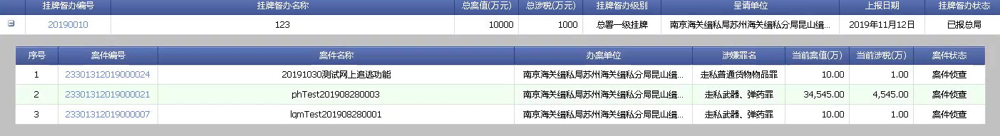 挂牌督办编号 挂牌督办名称 总案值(万元) 总涉税(万元) 挂牌督办级别 呈请单位 上报日期 挂牌督办状态
20190010 123 10000 1000 总署一级挂牌 南京海关缉私局苏州海关缉私分局昆山缉... 2019年11月12日 已报总局
序号 案件编号 案件名称 办案单位 涉嫌罪名 当前案值(万) 当前涉税(万) 案件状态
1 23301312019000024 20191030测试网上追逃功能 南京海关缉私局苏州海关缉私分局昆山缉... 走私普通货物物品罪 10.00 1.00 案件侦查
2 23301312019000021 phTest201908280003 南京海关缉私局苏州海关缉私分局昆山缉... 走私武器、弹药罪 34,545.00 4,545.00 案件侦查
3 23301312019000007 lqmTest201908280001 南京海关缉私局苏州海关缉私分局昆山缉... 走私武器、弹药罪 10.00 1.00 案件侦查